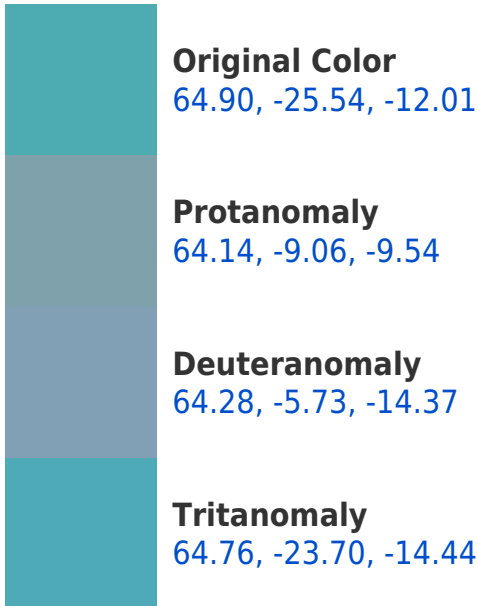 Original Color
64.90, -25.54, -12.01
Protanomaly
64.14, -9.06, -9.54
Deuteranomaly
64.28, -5.73, -14.37
Tritanomaly
64.76, -23.70, -14.44